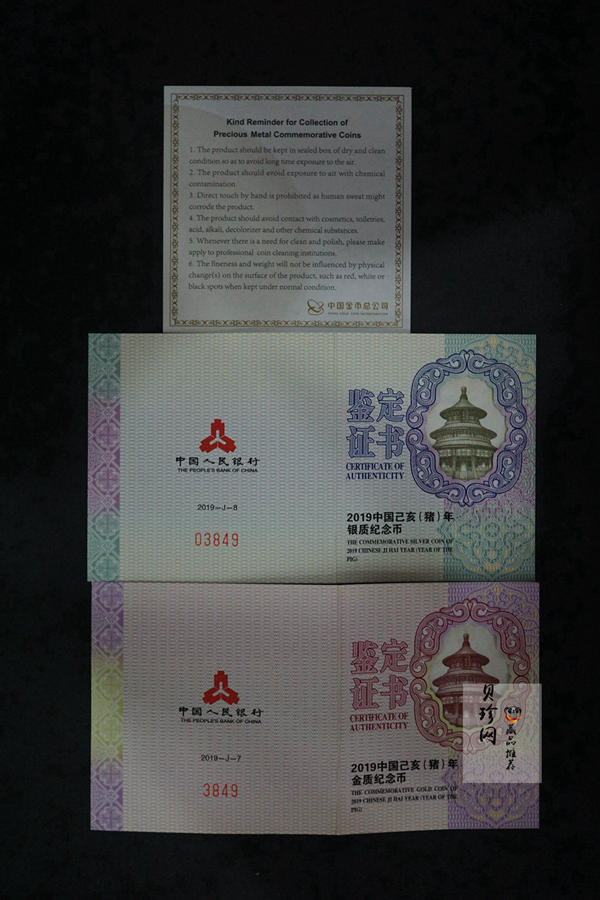 Kind Reminder for Collection of
Precious Metal Commemorative Coins
1. The product should be kept in sealed box of dry and clean
condition so as to avoid long time exposure to the air.
2. The product should avoid exposure to air with chemical
contamination.
3. Direct touch by hand is prohibited as human sweat might
corrode the product.
4. The product should avoid contact with cosmetics, toiletries,
acid, alkali, decolorizer and other chemical substances.
5. Whenever there is a need for clean and polish, please make
apply to professional coin cleaning institutions.
6. The fineness and weight will not be influenced by physical
change(s) on the surface of the product, such as red, white or
black spots when kept under normal condition.
中国金币总公司
CHINA GOLD COIN INCORPORATION
中国人民银行
THE PEOPLE'S BANK OF CHINA
2019-J-8
03849
鉴定
证书
CERTIFICATE OF
AUTHENTICITY
2019中国己亥(猪)年
银质纪念币
THE COMMEMORATIVE SILVER COIN OF
2019 CHINESE JI HAI YEAR (YEAR OF THE
PIG)
中国人民银行
THE PEOPLE'S BANK OF CHINA
2019-J-7
3849
鉴定
证书
CERTIFICATE OF
AUTHENTICITY
2019中国己亥(猪)年
金质纪念币
THE COMMEMORATIVE GOLD COIN OF
2019 CHINESE JI HAI YEAR (YEAR OF THE
PIG)
贝珍网
藏品推荐